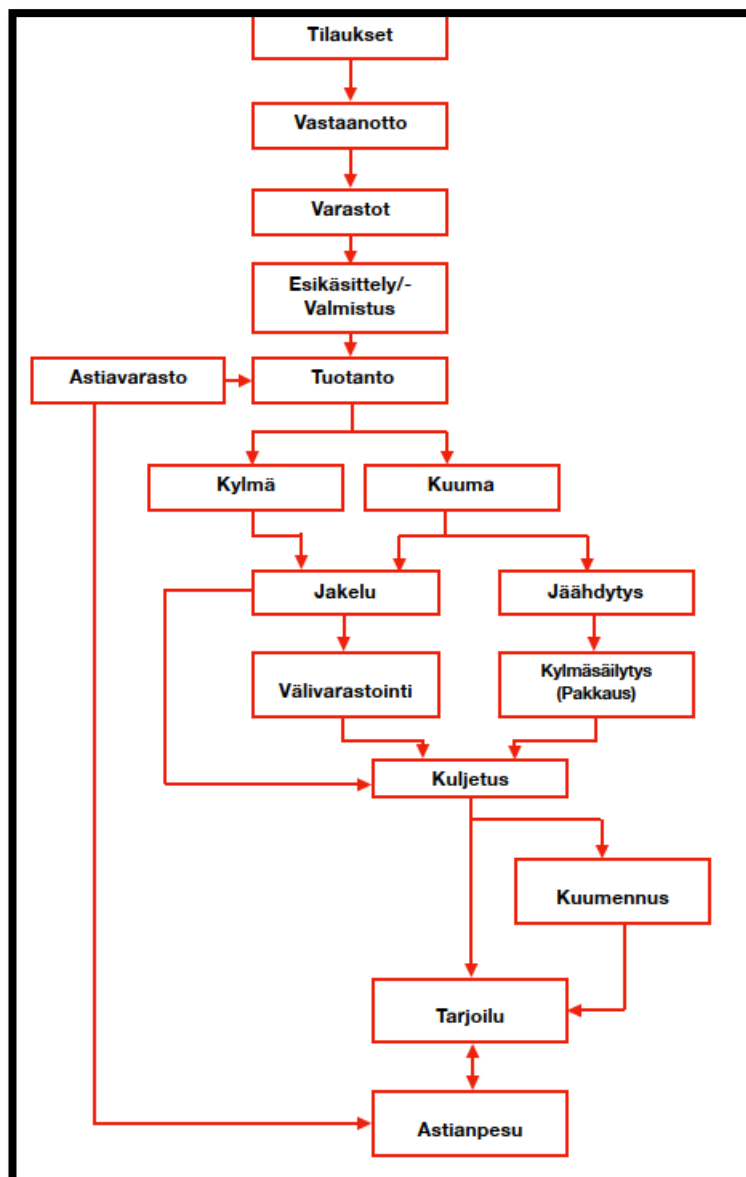 Tilaukset
Vastaanotto
Varastot
Esikäsittely/-
Valmistus
Astiavarasto
Tuotanto
Kylmä
Kuuma
Jakelu
Jäähdytys
Välivarastointi
Kylmäsäilytys
(Pakkaus)
Kuljetus
Kuumennus
Tarjoilu
Astianpesu